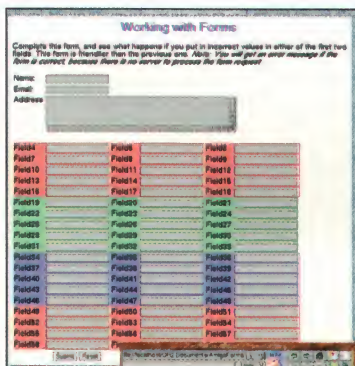 Working with Forms
Complete this form, and see what happens if you put in incorrect values in either of the first two
fields. This form is friendlier than the previous one. Note: You will get an error message if the
form is correct, because there is no server to process the form request
Name:
Email:
Address
Field4 Field5 Field6
Field7 Field8 Field9
Field10 Field11 Field12
Field13 Field14 Field15
Field16 Field17 Field18
Field19 Field20 Field21
Field22 Field23 Field24
Field25 Field26 Field27
Field28 Field29 Field30
Field31 Field32 Field33
Field34 Field35 Field36
Field37 Field38 Field39
Field40 Field41 Field42
Field43 Field44 Field45
Field46 Field47 Field48
Field49 Field50 Field51
Field52 Field53 Field54
Field55 Field56 Field57
Field58
Submit Reset